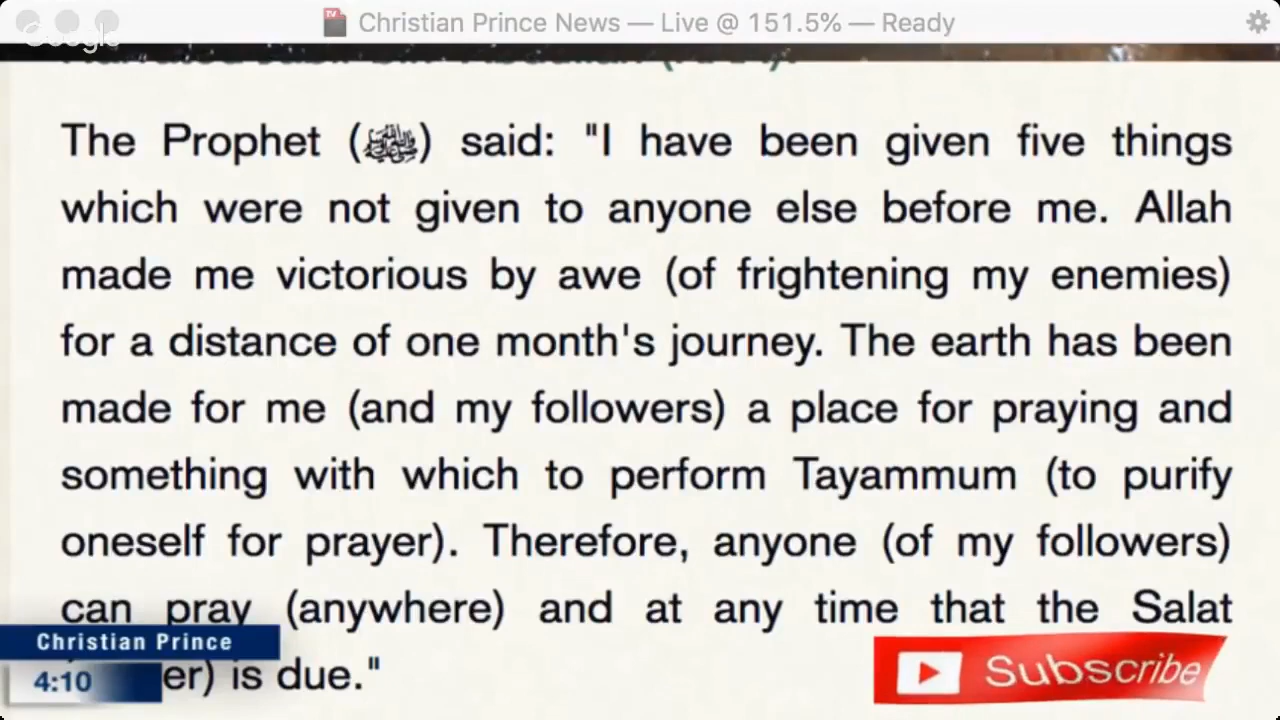 Christian Prince News — Live @ 151.5% — Ready
Google
The Prophet (ﷺ) said: "I have been given five things
which were not given to anyone else before me. Allah
made me victorious by awe (of frightening my enemies)
for a distance of one month's journey. The earth has been
made for me (and my followers) a place for praying and
something with which to perform Tayammum (to purify
oneself for prayer). Therefore, anyone (of my followers)
can pray (anywhere) and at any time that the Salat
er) is due."
Christian Prince
4:10
Subscribe